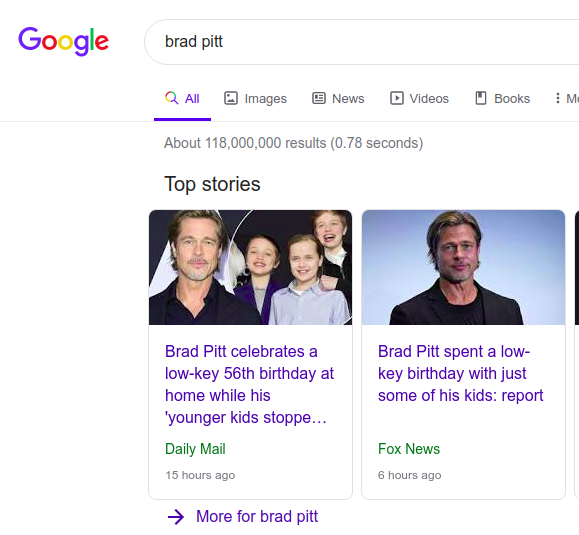 Google
brad pitt
All Images News Videos Books
About 118,000,000 results (0.78 seconds)
Top stories
Brad Pitt celebrates a
low-key 56th birthday at
home while his
'younger kids stoppe…
Daily Mail
15 hours ago
Brad Pitt spent a low-
key birthday with just
some of his kids: report
Fox News
6 hours ago
More for brad pitt